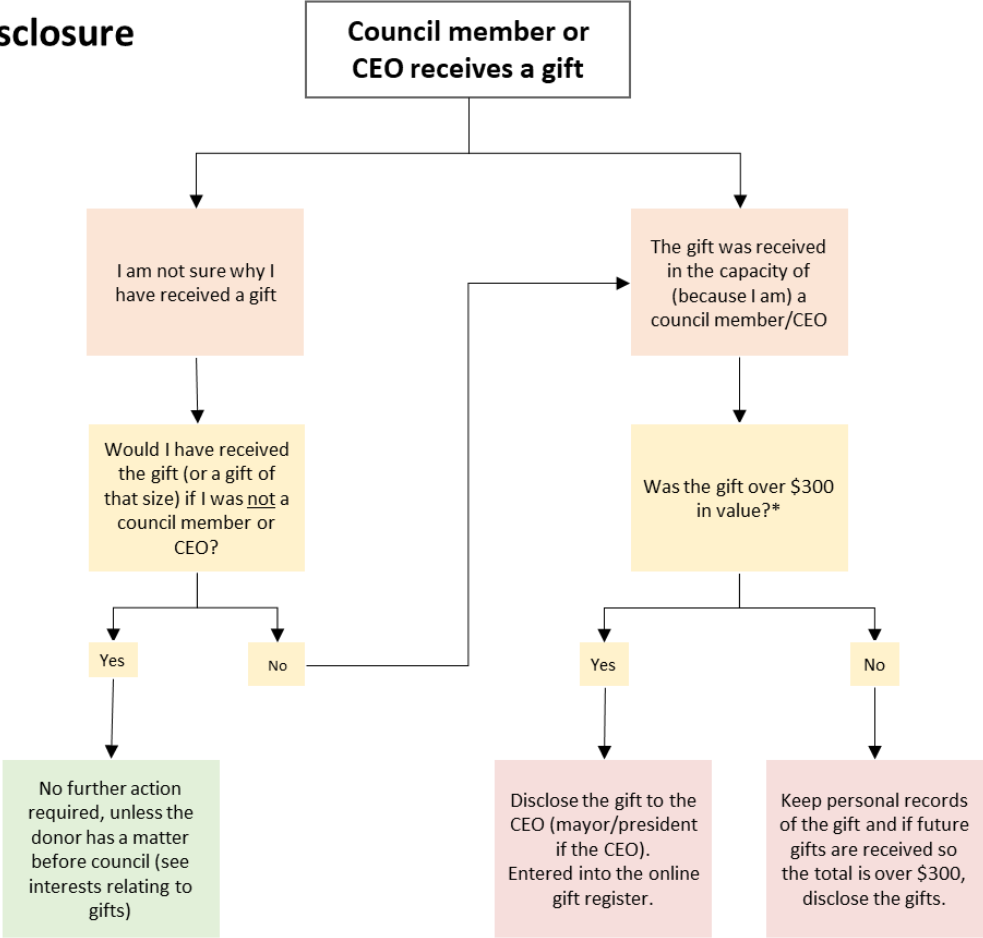 sclosure
Council member or
CEO receives a gift
I am not sure why I
have received a gift
The gift was received
in the capacity of
(because I am) a
council member/CEO
Would I have received
the gift (or a gift of
that size) if I was not a
council member or
CEO?
Was the gift over $300
in value?*
Yes
No
Yes
No
No further action
required, unless the
donor has a matter
before council (see
interests relating to
gifts)
Disclose the gift to the
CEO (mayor/president
if the CEO).
Entered into the online
gift register.
Keep personal records
of the gift and if future
gifts are received so
the total is over $300,
disclose the gifts.